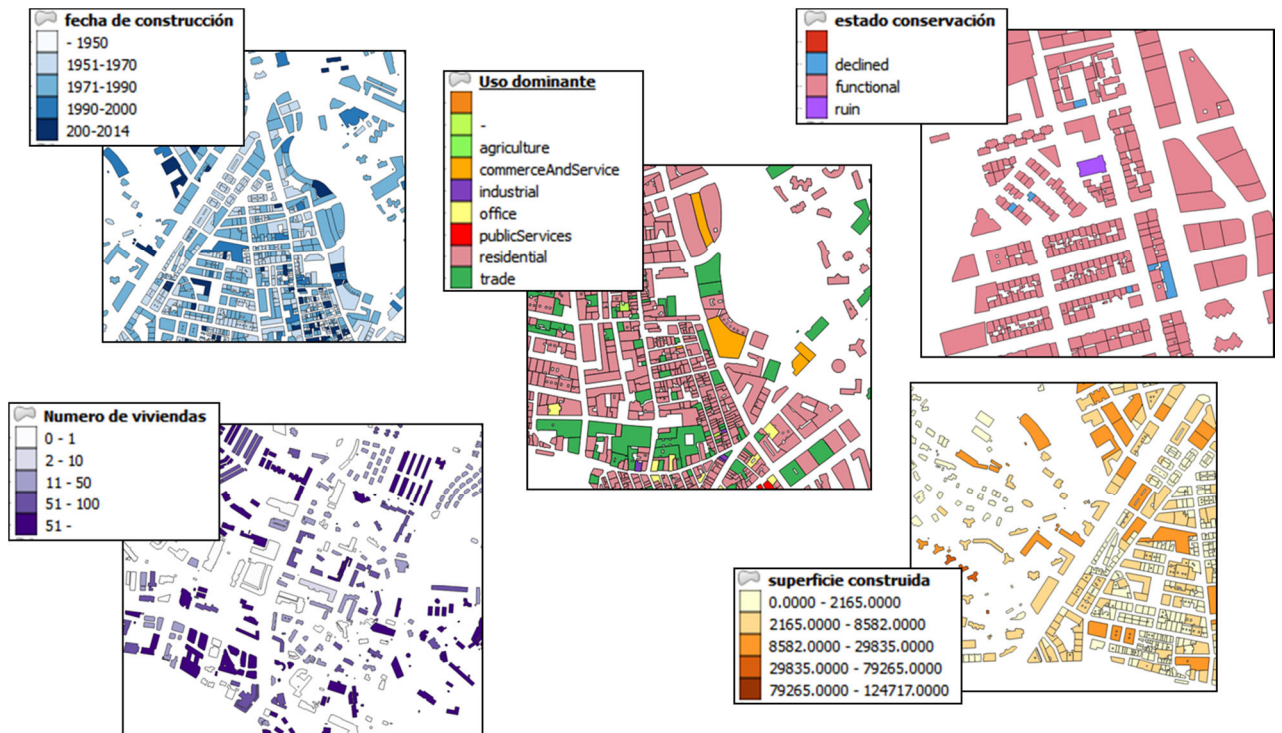 fecha de construcción
- 1950
1951-1970
1971-1990
1990-2000
200-2014
Uso dominante
-
agriculture
commerceAndService
industrial
office
publicServices
residential
trade
estado conservación
declined
functional
ruin
Numero de viviendas
0 - 1
2 - 10
11 - 50
51 - 100
51 -
superficie construida
0.0000 - 2165.0000
2165.0000 - 8582.0000
8582.0000 - 29835.0000
29835.0000 - 79265.0000
79265.0000 - 124717.0000